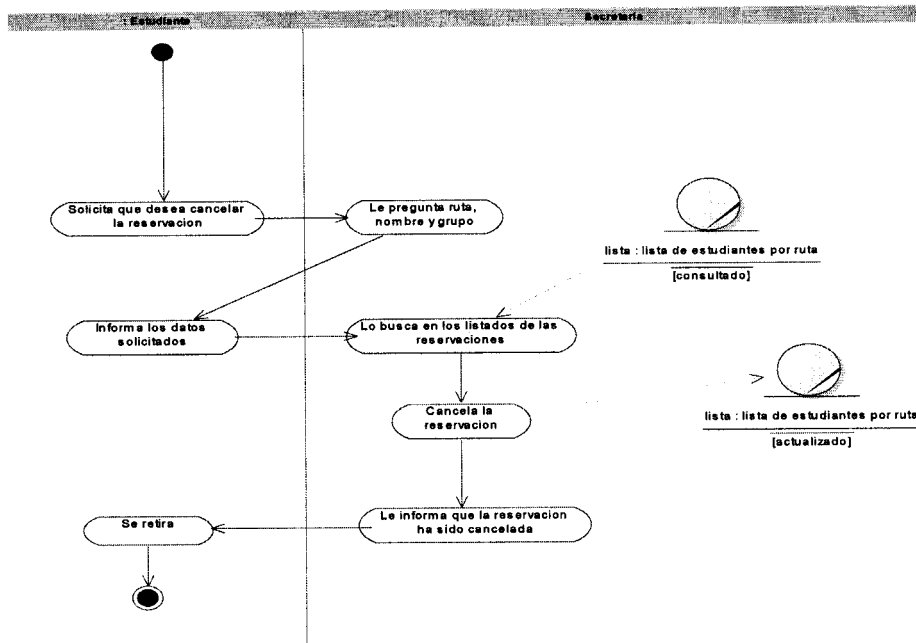 : Estudiante
: Secretaría
Solicita que desea cancelar
la reservacion
Le pregunta ruta,
nombre y grupo
lista : lista de estudiantes por ruta
[consultado]
Informa los datos
solicitados
Lo busca en los listados de las
reservaciones
Cancela la
reservacion
lista : lista de estudiantes por ruta
[actualizado]
Se retira
Le informa que la reservacion
ha sido cancelada